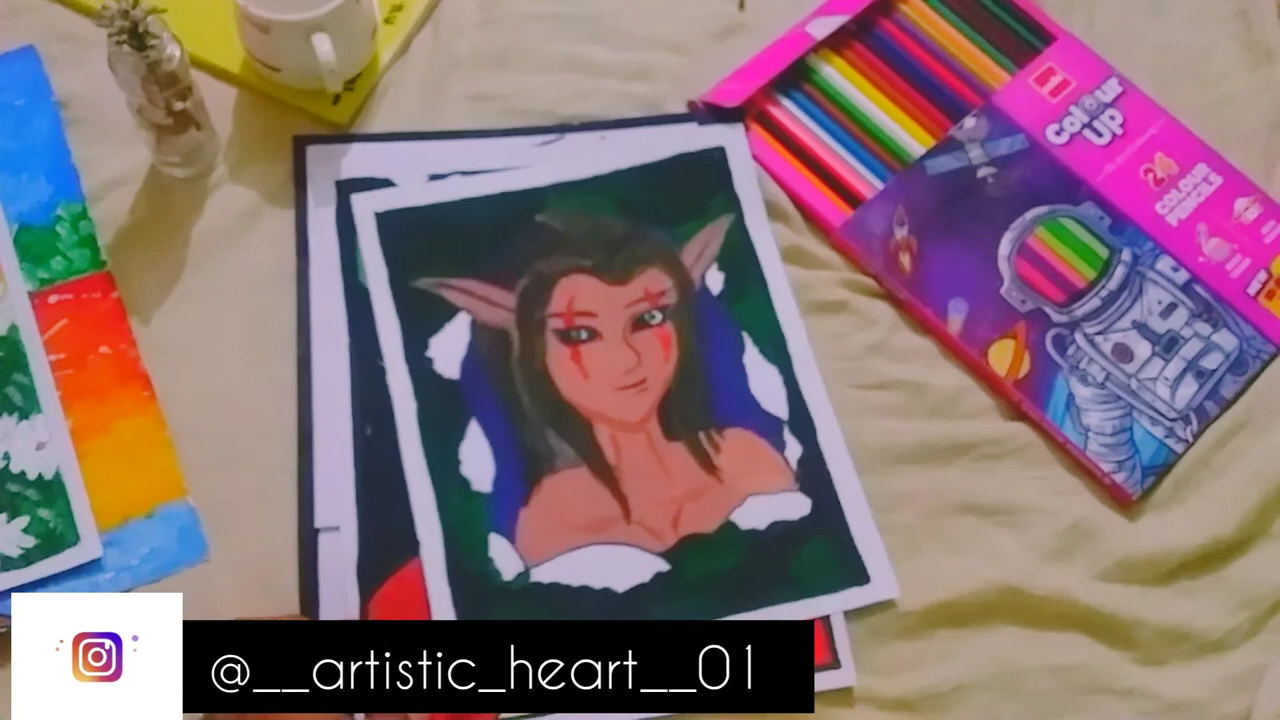 Colour
Up
24
COLOUR
PENCILS
@__artistic_heart__01